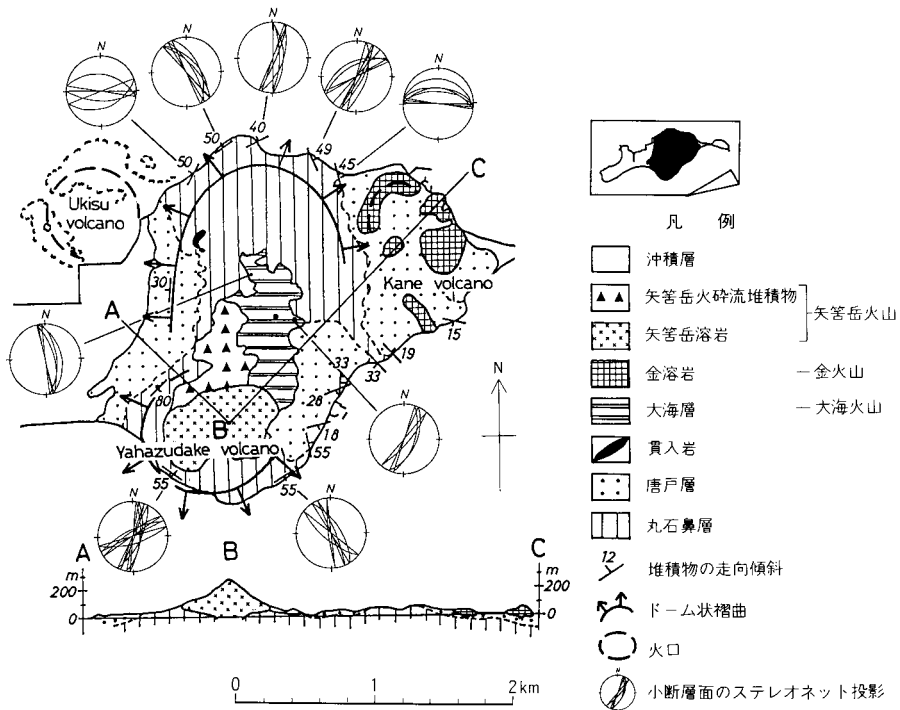 N
N
N
N
N
50
50
40
49
45
C
Ukisu
volcano
Kane volcano
30
A
15
19
33
33
28
80
B
18
55
Yahazudake volcano
55
55
N
N
N
N
N
A
B
C
m
200
0
m
200
0
0
1
2km
凡 例
沖積層
矢筈岳火砕流堆積物
矢筈岳溶岩
矢筈岳火山
金溶岩
金火山
大海層
大海火山
貫入岩
唐戸層
丸石鼻層
12
堆積物の走向傾斜
ドーム状褶曲
火口
N
小断層面のステレオネット投影